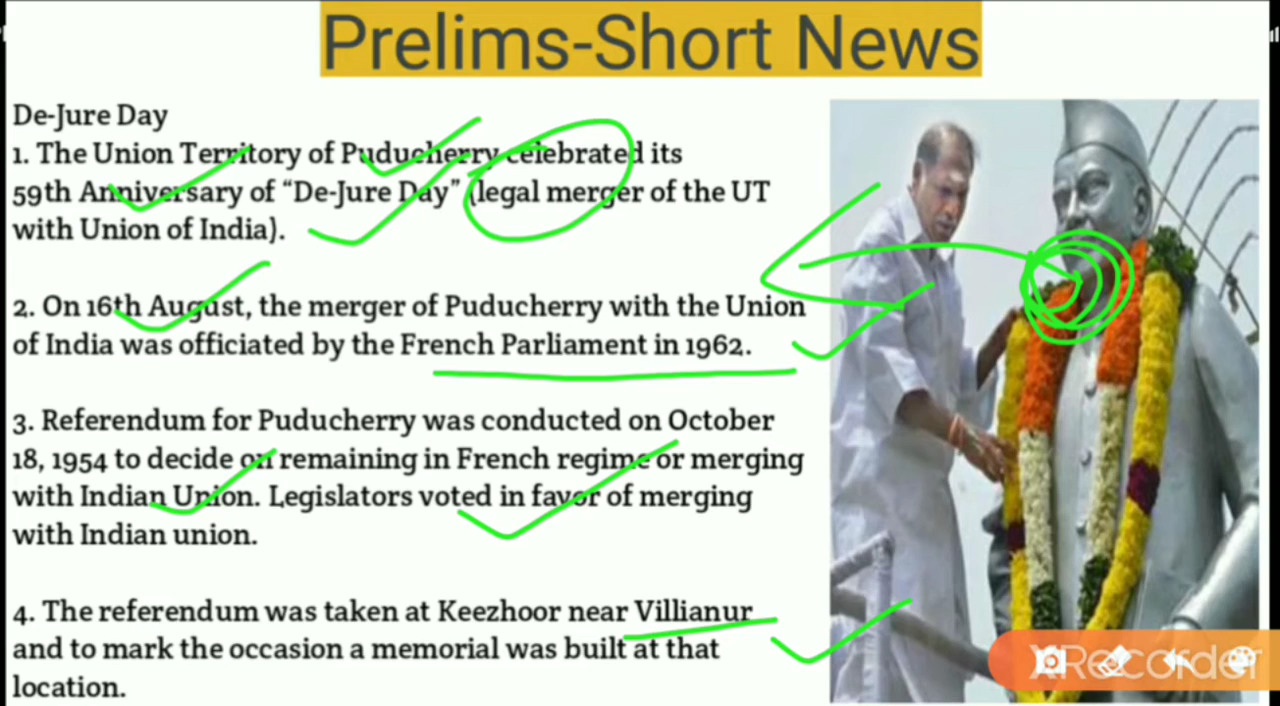 Prelims-Short News
De-Jure Day
1. The Union Territory of Puducherry celebrated its
59th Anniversary of “De-Jure Day” (legal merger of the UT
with Union of India).
2. On 16th August, the merger of Puducherry with the Union
of India was officiated by the French Parliament in 1962.
3. Referendum for Puducherry was conducted on October
18, 1954 to decide on remaining in French regime or merging
with Indian Union. Legislators voted in favor of merging
with Indian union.
4. The referendum was taken at Keezhoor near Villianur
and to mark the occasion a memorial was built at that
location.
XRecorder